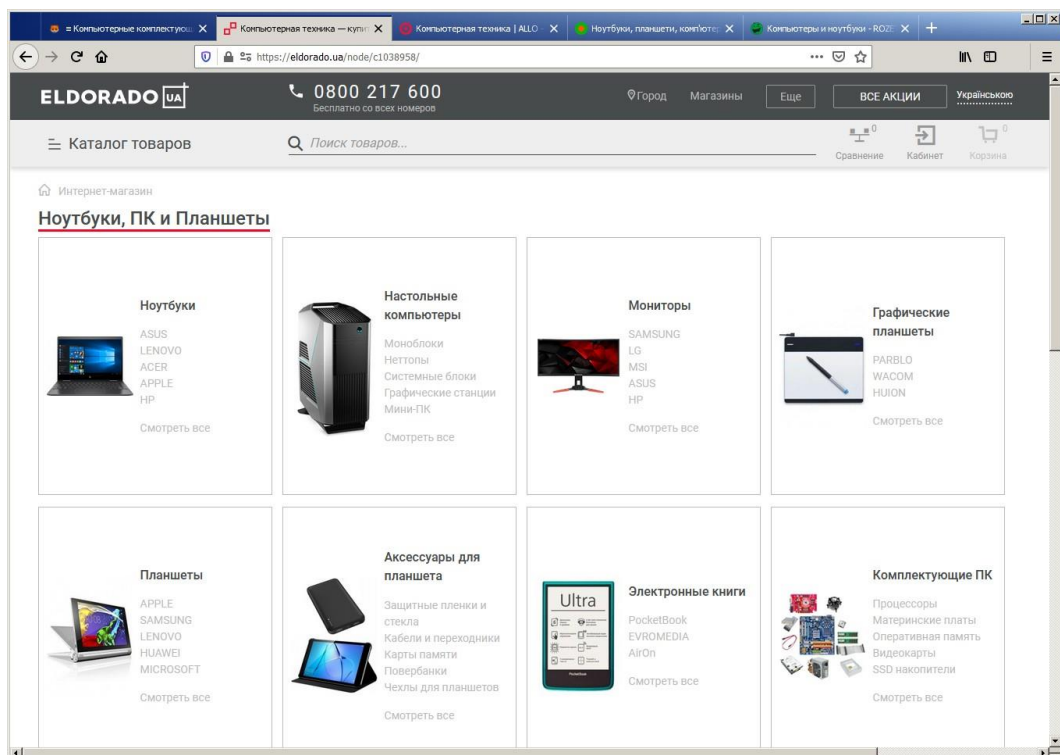 = Компьютерные комплектующ
Компьютерная техника — купит
Компьютерная техника | ALLO -
Ноутбуки, планшети, комп'ютер
Компьютеры и ноутбуки - ROZE
https://eldorado.ua/node/c1038958/
ELDORADO UA
0800 217 600
Бесплатно со всех номеров
Город
Магазины
Еще
ВСЕ АКЦИИ
Українською
Каталог товаров
Поиск товаров...
0
Сравнение
Кабинет
0
Корзина
Интернет-магазин
Ноутбуки, ПК и Планшеты
Ноутбуки
ASUS
LENOVO
ACER
APPLE
HP
Смотреть все
Настольные
компьютеры
Моноблоки
Неттопы
Системные блоки
Графические станции
Мини-ПК
Смотреть все
Мониторы
SAMSUNG
LG
MSI
ASUS
HP
Смотреть все
Графические
планшеты
PARBLO
WACOM
HUION
Смотреть все
Планшеты
APPLE
SAMSUNG
LENOVO
HUAWEI
MICROSOFT
Смотреть все
Аксессуары для
планшета
Защитные пленки и
стекла
Кабели и переходники
Карты памяти
Повербанки
Чехлы для планшетов
Смотреть все
Ultra
Электронные книги
PocketBook
EVROMEDIA
AirOn
Смотреть все
Комплектующие ПК
Процессоры
Материнские платы
Оперативная память
Видеокарты
SSD накопители
Смотреть все